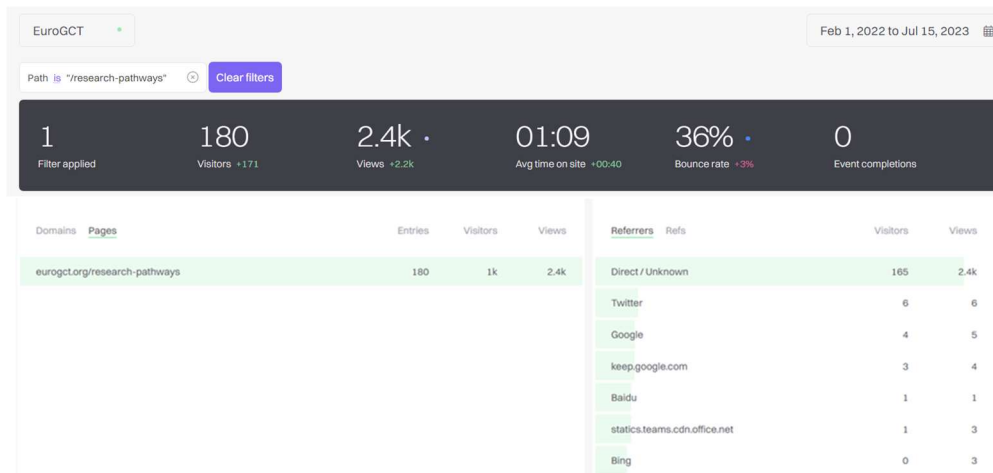 EuroGCT
Feb 1, 2022 to Jul 15, 2023
Path is "/research-pathways"
Clear filters
1 180 2.4k 01:09 36% 0
Filter applied Visitors +171 Views +2.2k Avg time on site +00:40 Bounce rate +3% Event completions
Domains Pages Entries Visitors Views
eurogct.org/research-pathways 180 1k 2.4k
Referrers Refs Visitors Views
Direct / Unknown 165 2.4k
Twitter 6 6
Google 4 5
keep.google.com 3 4
Baidu 1 1
statics.teams.cdn.office.net 1 3
Bing 0 3